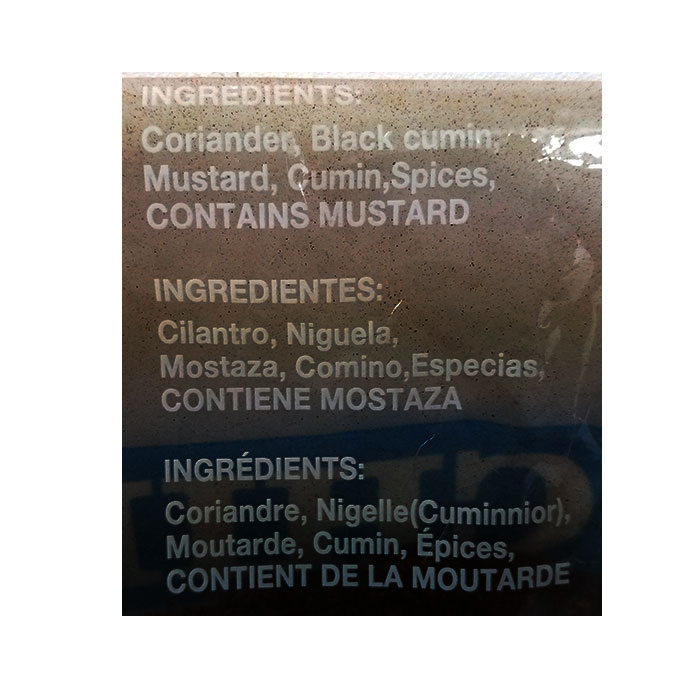 INGREDIENTS:
Coriander, Black cumin,
Mustard, Cumin,Spices,
CONTAINS MUSTARD
INGREDIENTES:
Cilantro, Niguela,
Mostaza, Comino,Especias,
CONTIENE MOSTAZA
INGRÉDIENTS:
Coriandre, Nigelle(Cuminnior),
Moutarde, Cumin, Épices,
CONTIENT DE LA MOUTARDE